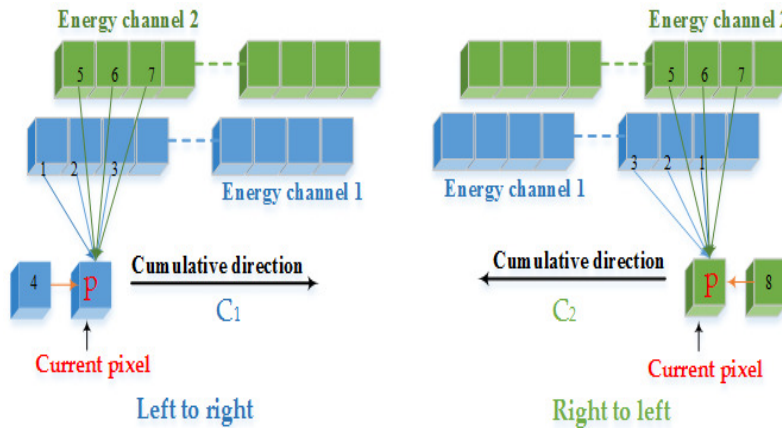 Energy channel 2
5 6 7
1 2 3
Energy channel 1
4 p
Cumulative direction
C1
Current pixel
Left to right
Energy channel 2
5 6 7
3 2 1
Energy channel 1
Cumulative direction
C2
p 8
Current pixel
Right to left